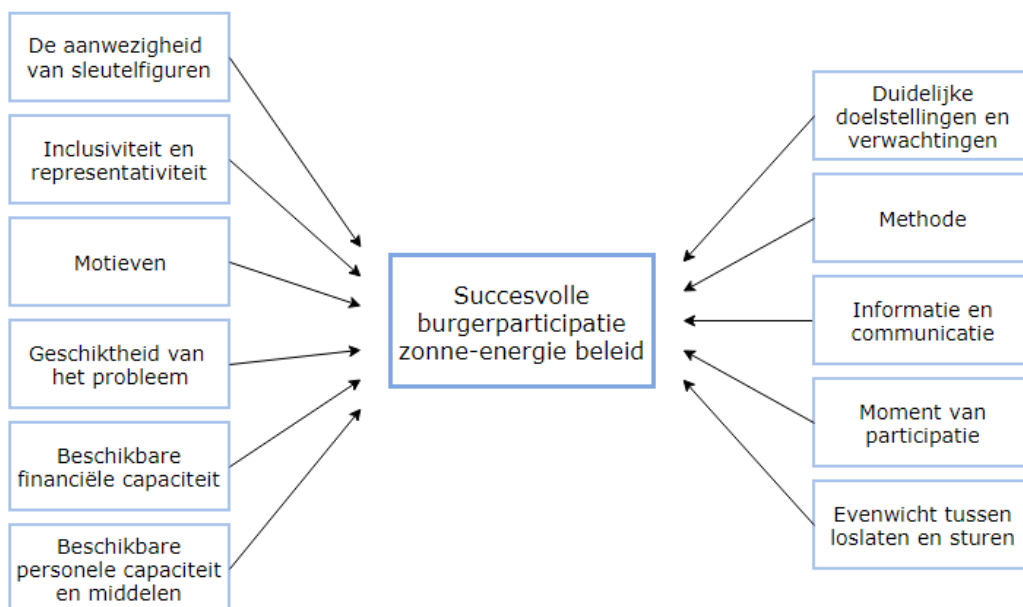 De aanwezigheid
van sleutelfiguren
Inclusiviteit en
representativiteit
Motieven
Geschiktheid van
het probleem
Beschikbare
financiële capaciteit
Beschikbare
personele capaciteit
en middelen
Succesvolle
burgerparticipatie
zonne-energie beleid
Duidelijke
doelstellingen en
verwachtingen
Methode
Informatie en
communicatie
Moment van
participatie
Evenwicht tussen
loslaten en sturen